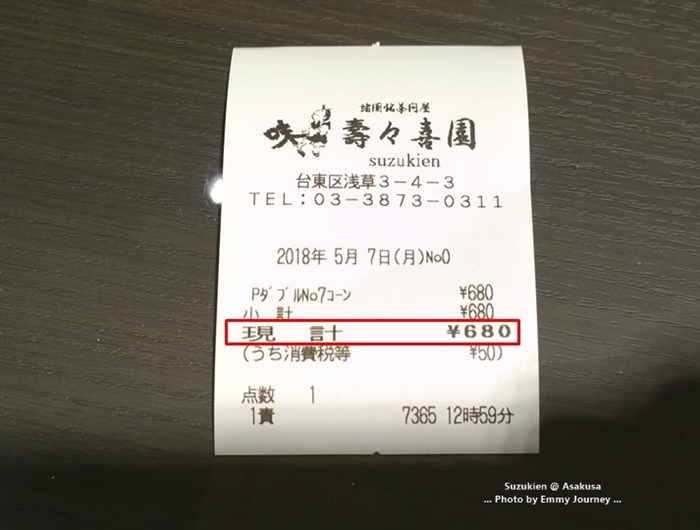 諸国銘茶問屋
咲 壽々喜園
suzukien
台東区浅草3-4-3
TEL:03-3873-0311
2018年 5月 7日(月)No0
PダブルNo7コーン ¥680
小 計 ¥680
現 計 ¥680
(うち消費税等 ¥50)
点数 1
1責 7365 12時59分
Suzukien @ Asakusa
... Photo by Emmy Journey ...